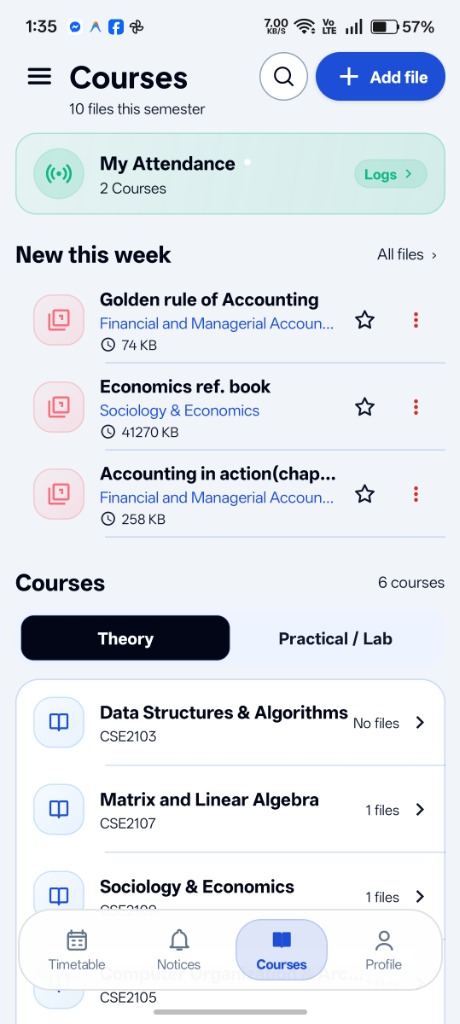 1:35
7.00 KB/S
Vo LTE
57%
Courses
10 files this semester
Add file
My Attendance
2 Courses
Logs
New this week
All files
Golden rule of Accounting
Financial and Managerial Accoun...
74 KB
Economics ref. book
Sociology & Economics
41270 KB
Accounting in action(chap...
Financial and Managerial Accoun...
258 KB
Courses
6 courses
Theory
Practical / Lab
Data Structures & Algorithms
No files
CSE2103
Matrix and Linear Algebra
1 files
CSE2107
Sociology & Economics
1 files
Timetable
Notices
Courses
Profile
CSE2105